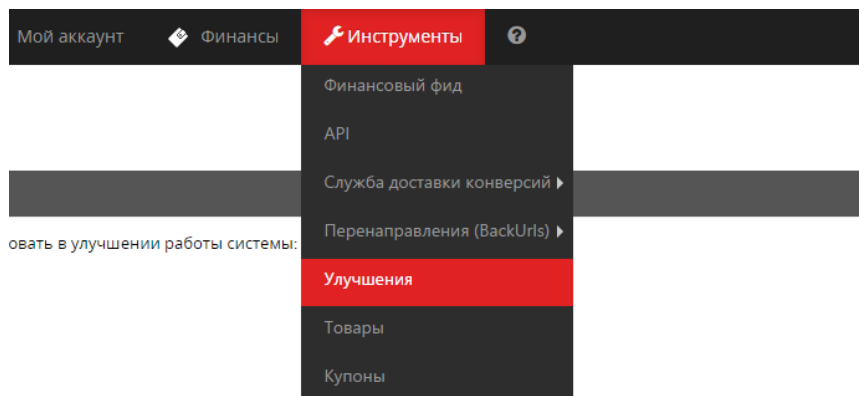 Мой аккаунт Финансы Инструменты
Финансовый фид
API
Служба доставки конверсий
Перенаправления (BackUrls)
овать в улучшении работы системы:
Улучшения
Товары
Купоны